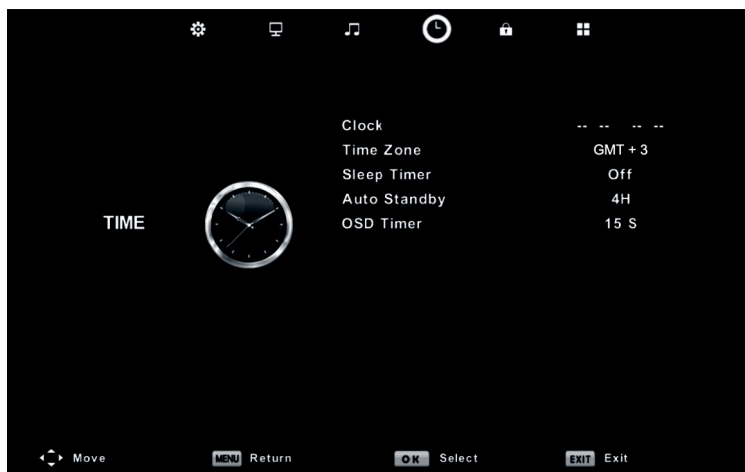 Clock -- -- -- --
Time Zone GMT + 3
Sleep Timer Off
Auto Standby 4H
TIME
OSD Timer 15 S
Move MENU Return OK Select EXIT Exit